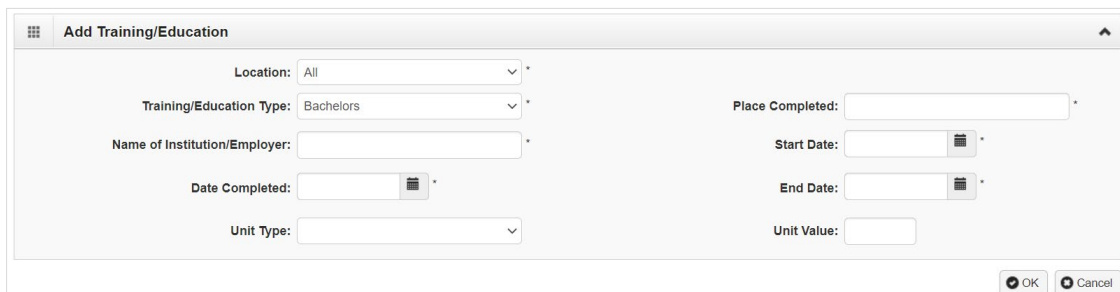 Add Training/Education
Location: All *
Training/Education Type: Bachelors * Place Completed: *
Name of Institution/Employer: * Start Date: *
Date Completed: * End Date: *
Unit Type: Unit Value:
OK Cancel